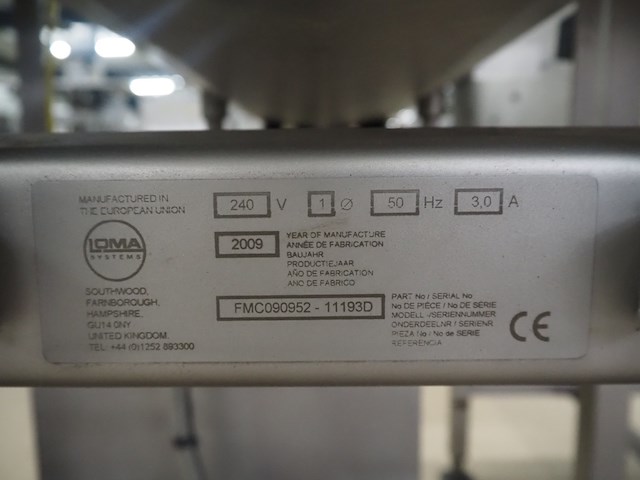 MANUFACTURED IN
THE EUROPEAN UNION
240 V 1 Ø 50 Hz 3,0 A
LOMA
SYSTEMS
2009
YEAR OF MANUFACTURE
ANNÉE DE FABRICATION
BAUJAHR
PRODUCTIEJAAR
AÑO DE FABRICATION
ANO DE FABRICO
SOUTHWOOD,
FARNBOROUGH,
HAMPSHIRE,
GU14 0NY
UNITED KINGDOM.
TEL: +44 (0)1252 893300
FMC090952 - 11193D
PART No / SERIAL No
No DE PIÈCE / No DE SÉRIE
MODELL -/SERIENNUMMER
ONDERDEELNR / SERIENR
PIEZA No / No de SERIE
REFERENCIA
CE